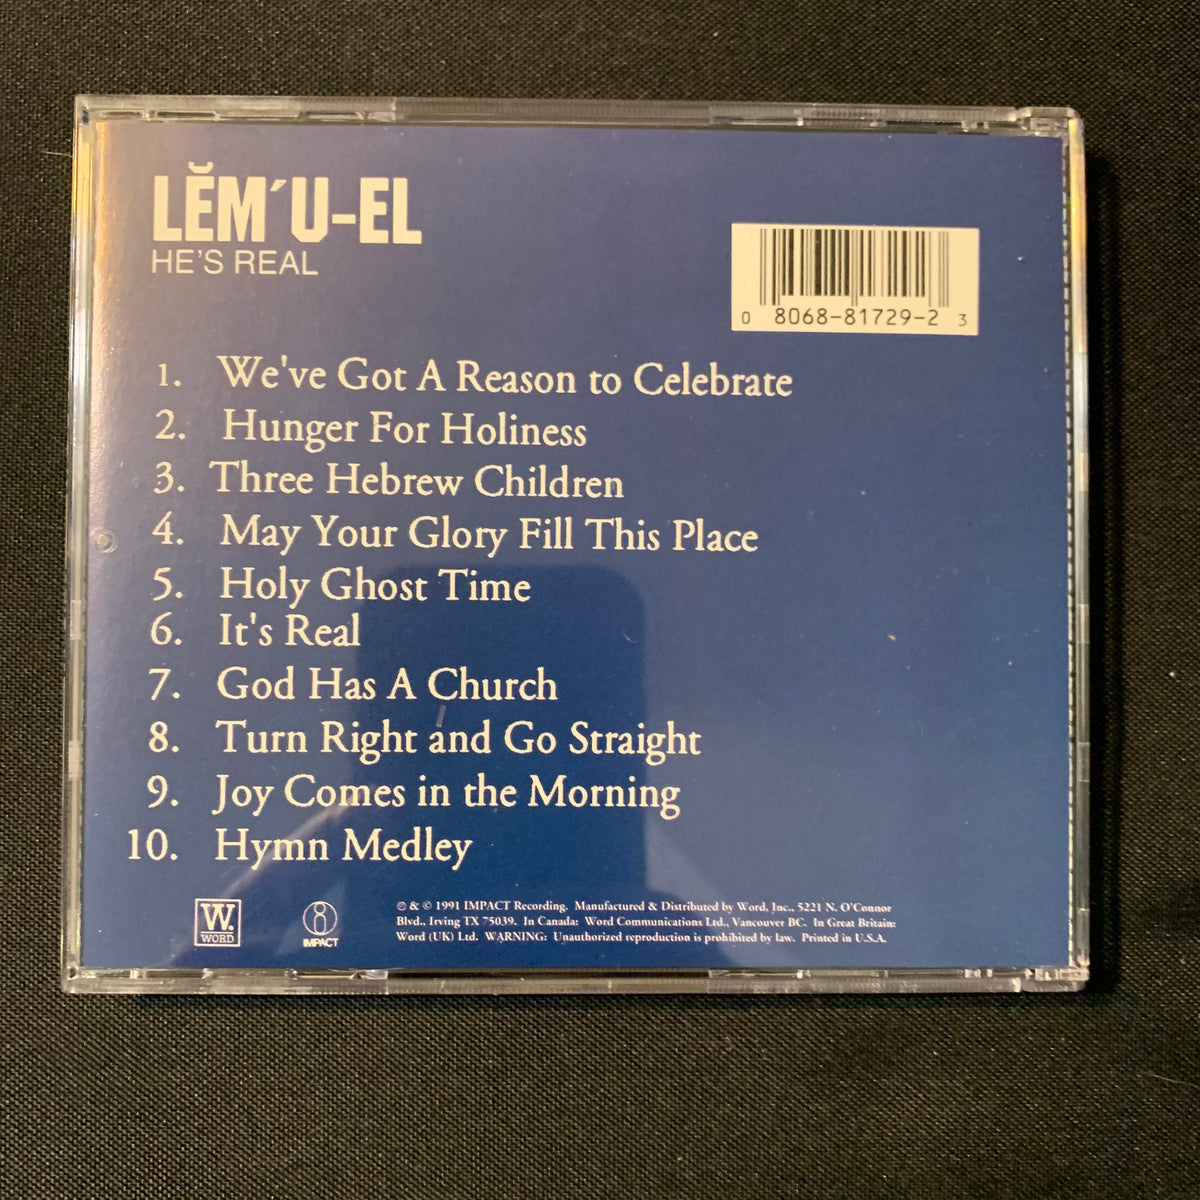 LĔM´U-EL
HE'S REAL
0 8068-81729-2 3
1. We've Got A Reason to Celebrate
2. Hunger For Holiness
3. Three Hebrew Children
4. May Your Glory Fill This Place
5. Holy Ghost Time
6. It's Real
7. God Has A Church
8. Turn Right and Go Straight
9. Joy Comes in the Morning
10. Hymn Medley
W.
WORD
IMPACT
℗ & © 1991 IMPACT Recording. Manufactured & Distributed by Word, Inc., 5221 N. O'Connor
Blvd., Irving TX 75039. In Canada: Word Communications Ltd., Vancouver BC. In Great Britain:
Word (UK) Ltd. WARNING: Unauthorized reproduction is prohibited by law. Printed in U.S.A.